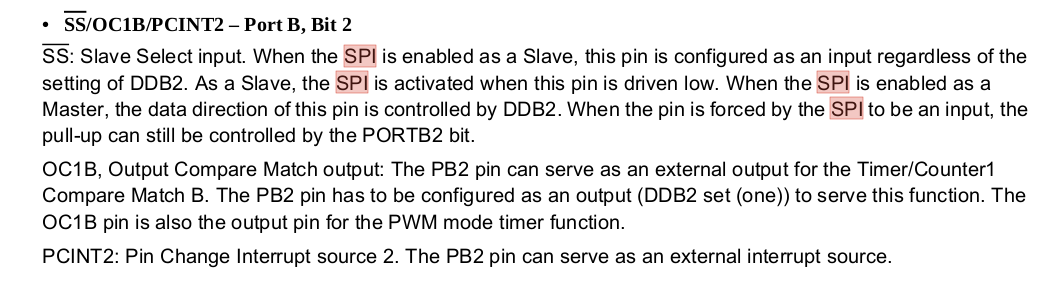 • SS/OC1B/PCINT2 – Port B, Bit 2
SS: Slave Select input. When the SPI is enabled as a Slave, this pin is configured as an input regardless of the
setting of DDB2. As a Slave, the SPI is activated when this pin is driven low. When the SPI is enabled as a
Master, the data direction of this pin is controlled by DDB2. When the pin is forced by the SPI to be an input, the
pull-up can still be controlled by the PORTB2 bit.
OC1B, Output Compare Match output: The PB2 pin can serve as an external output for the Timer/Counter1
Compare Match B. The PB2 pin has to be configured as an output (DDB2 set (one)) to serve this function. The
OC1B pin is also the output pin for the PWM mode timer function.
PCINT2: Pin Change Interrupt source 2. The PB2 pin can serve as an external interrupt source.